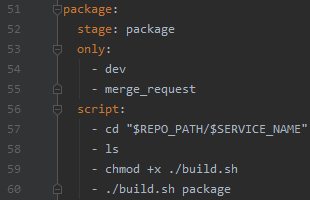 51 package:
52 stage: package
53 only:
54 - dev
55 - merge_request
56 script:
57 - cd "$REPO_PATH/$SERVICE_NAME"
58 - ls
59 - chmod +x ./build.sh
60 - ./build.sh package